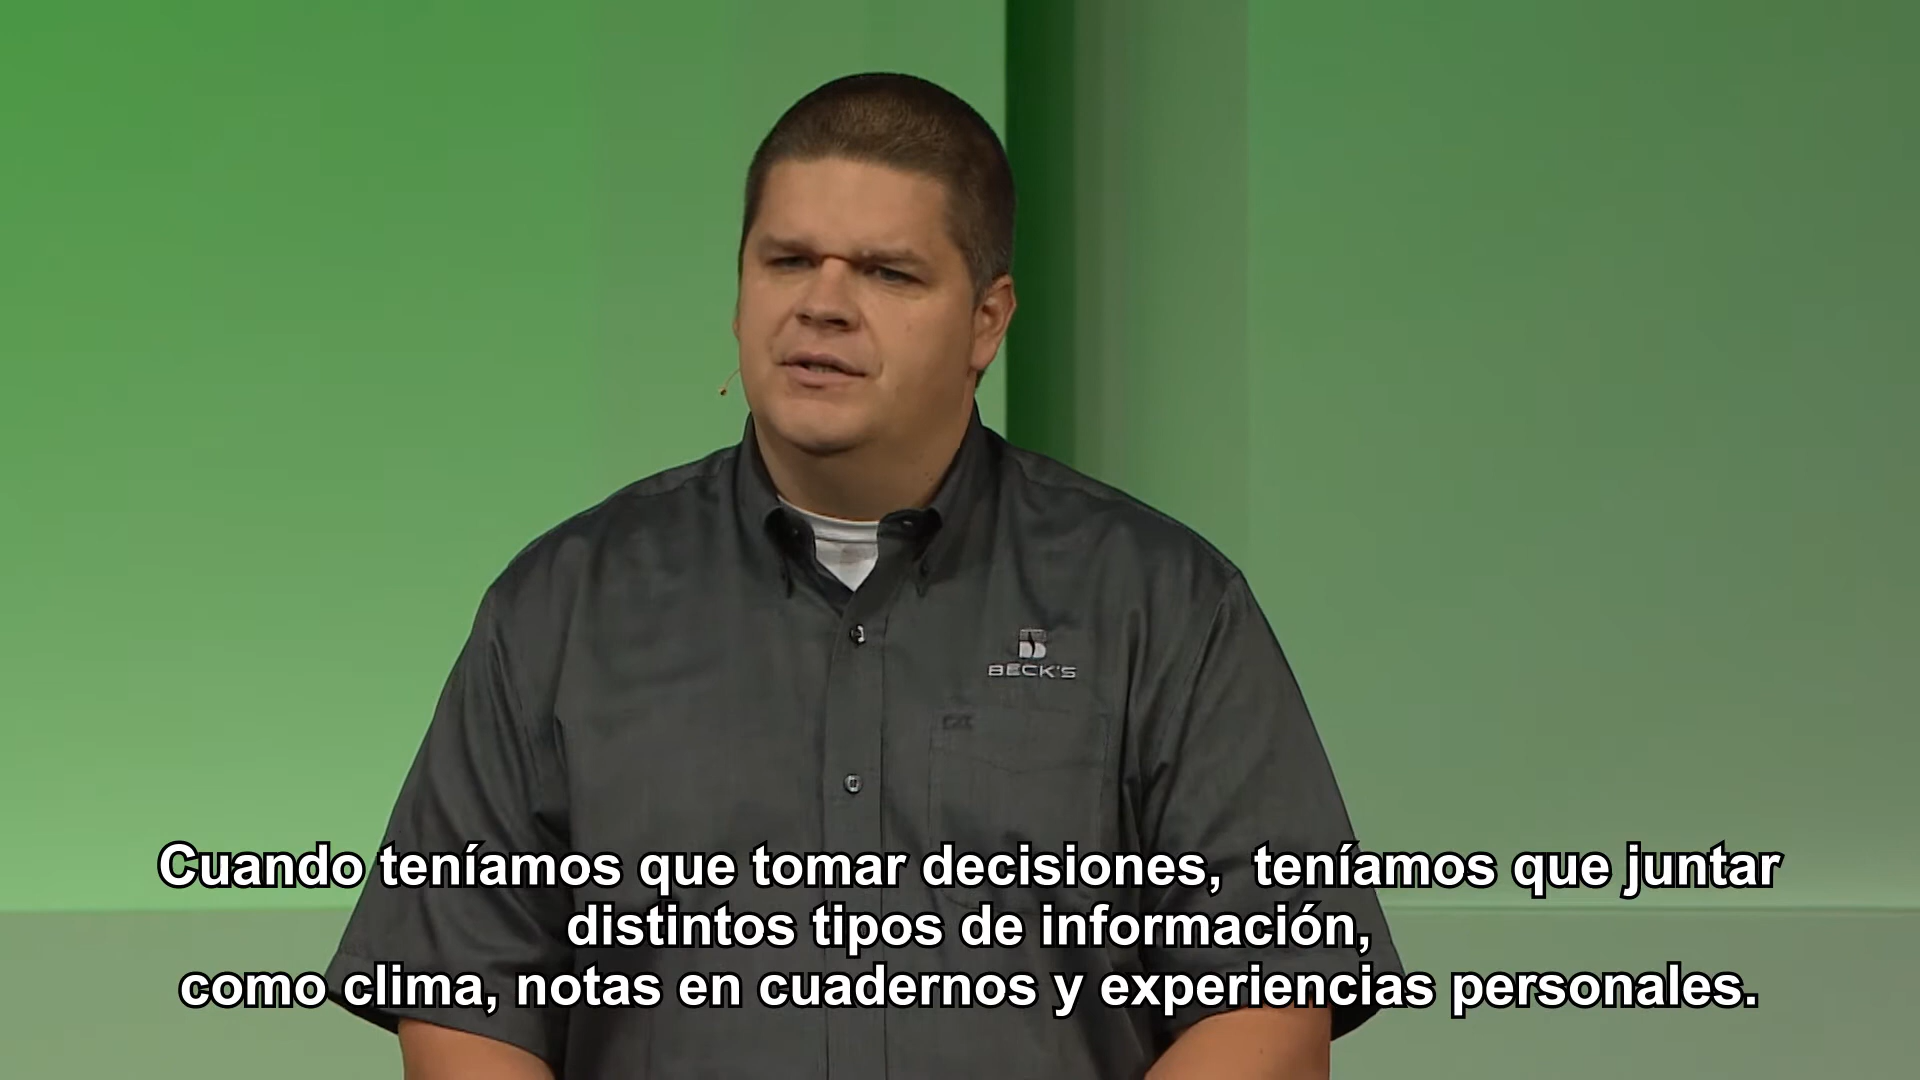 BECK'S
Cuando teníamos que tomar decisiones,  teníamos que juntar
distintos tipos de información,
como clima, notas en cuadernos y experiencias personales.